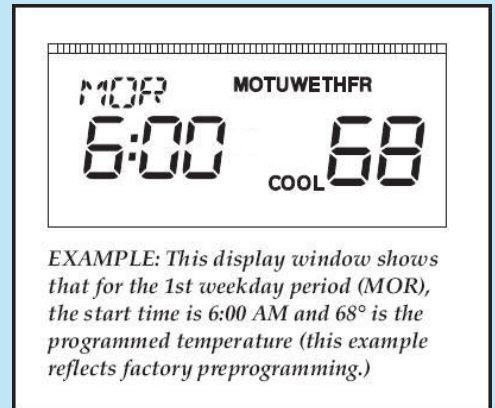 MOR MOTUWETHFR
6:00 COOL 68
EXAMPLE: This display window shows
that for the 1st weekday period (MOR),
the start time is 6:00 AM and 68° is the
programmed temperature (this example
reflects factory preprogramming.)